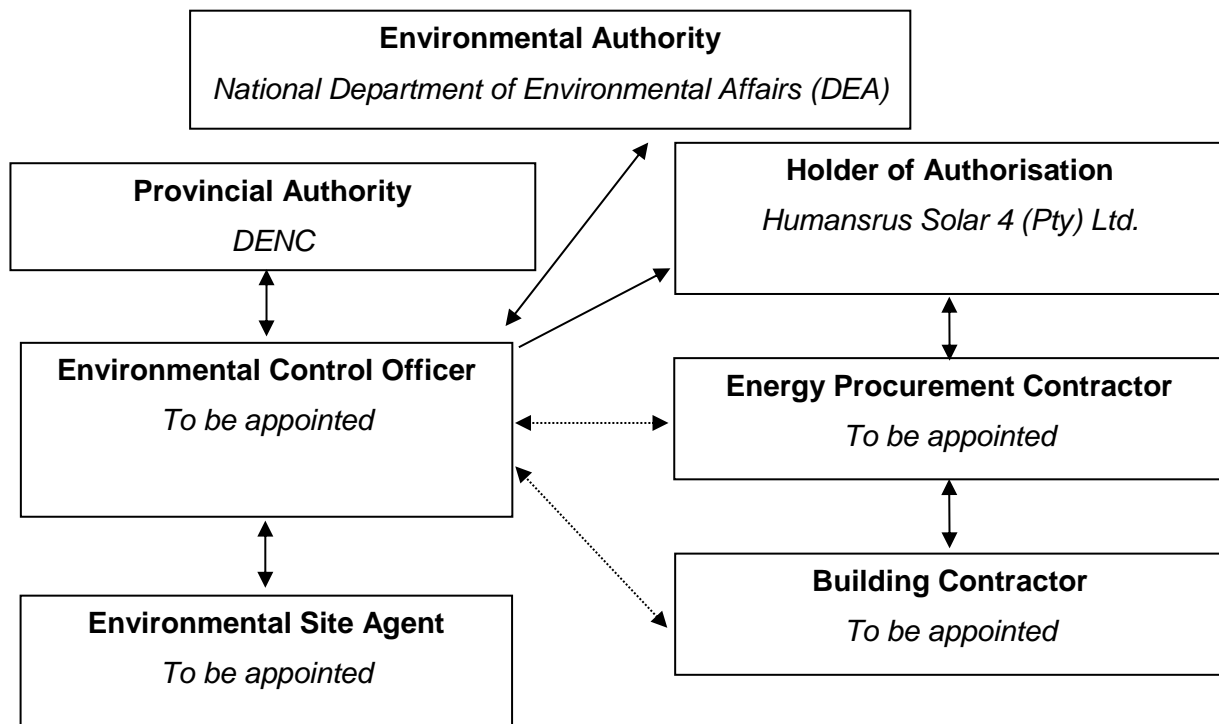 Environmental Authority
National Department of Environmental Affairs (DEA)
Provincial Authority
DENC
Holder of Authorisation
Humansrus Solar 4 (Pty) Ltd.
Environmental Control Officer
To be appointed
Energy Procurement Contractor
To be appointed
Environmental Site Agent
To be appointed
Building Contractor
To be appointed